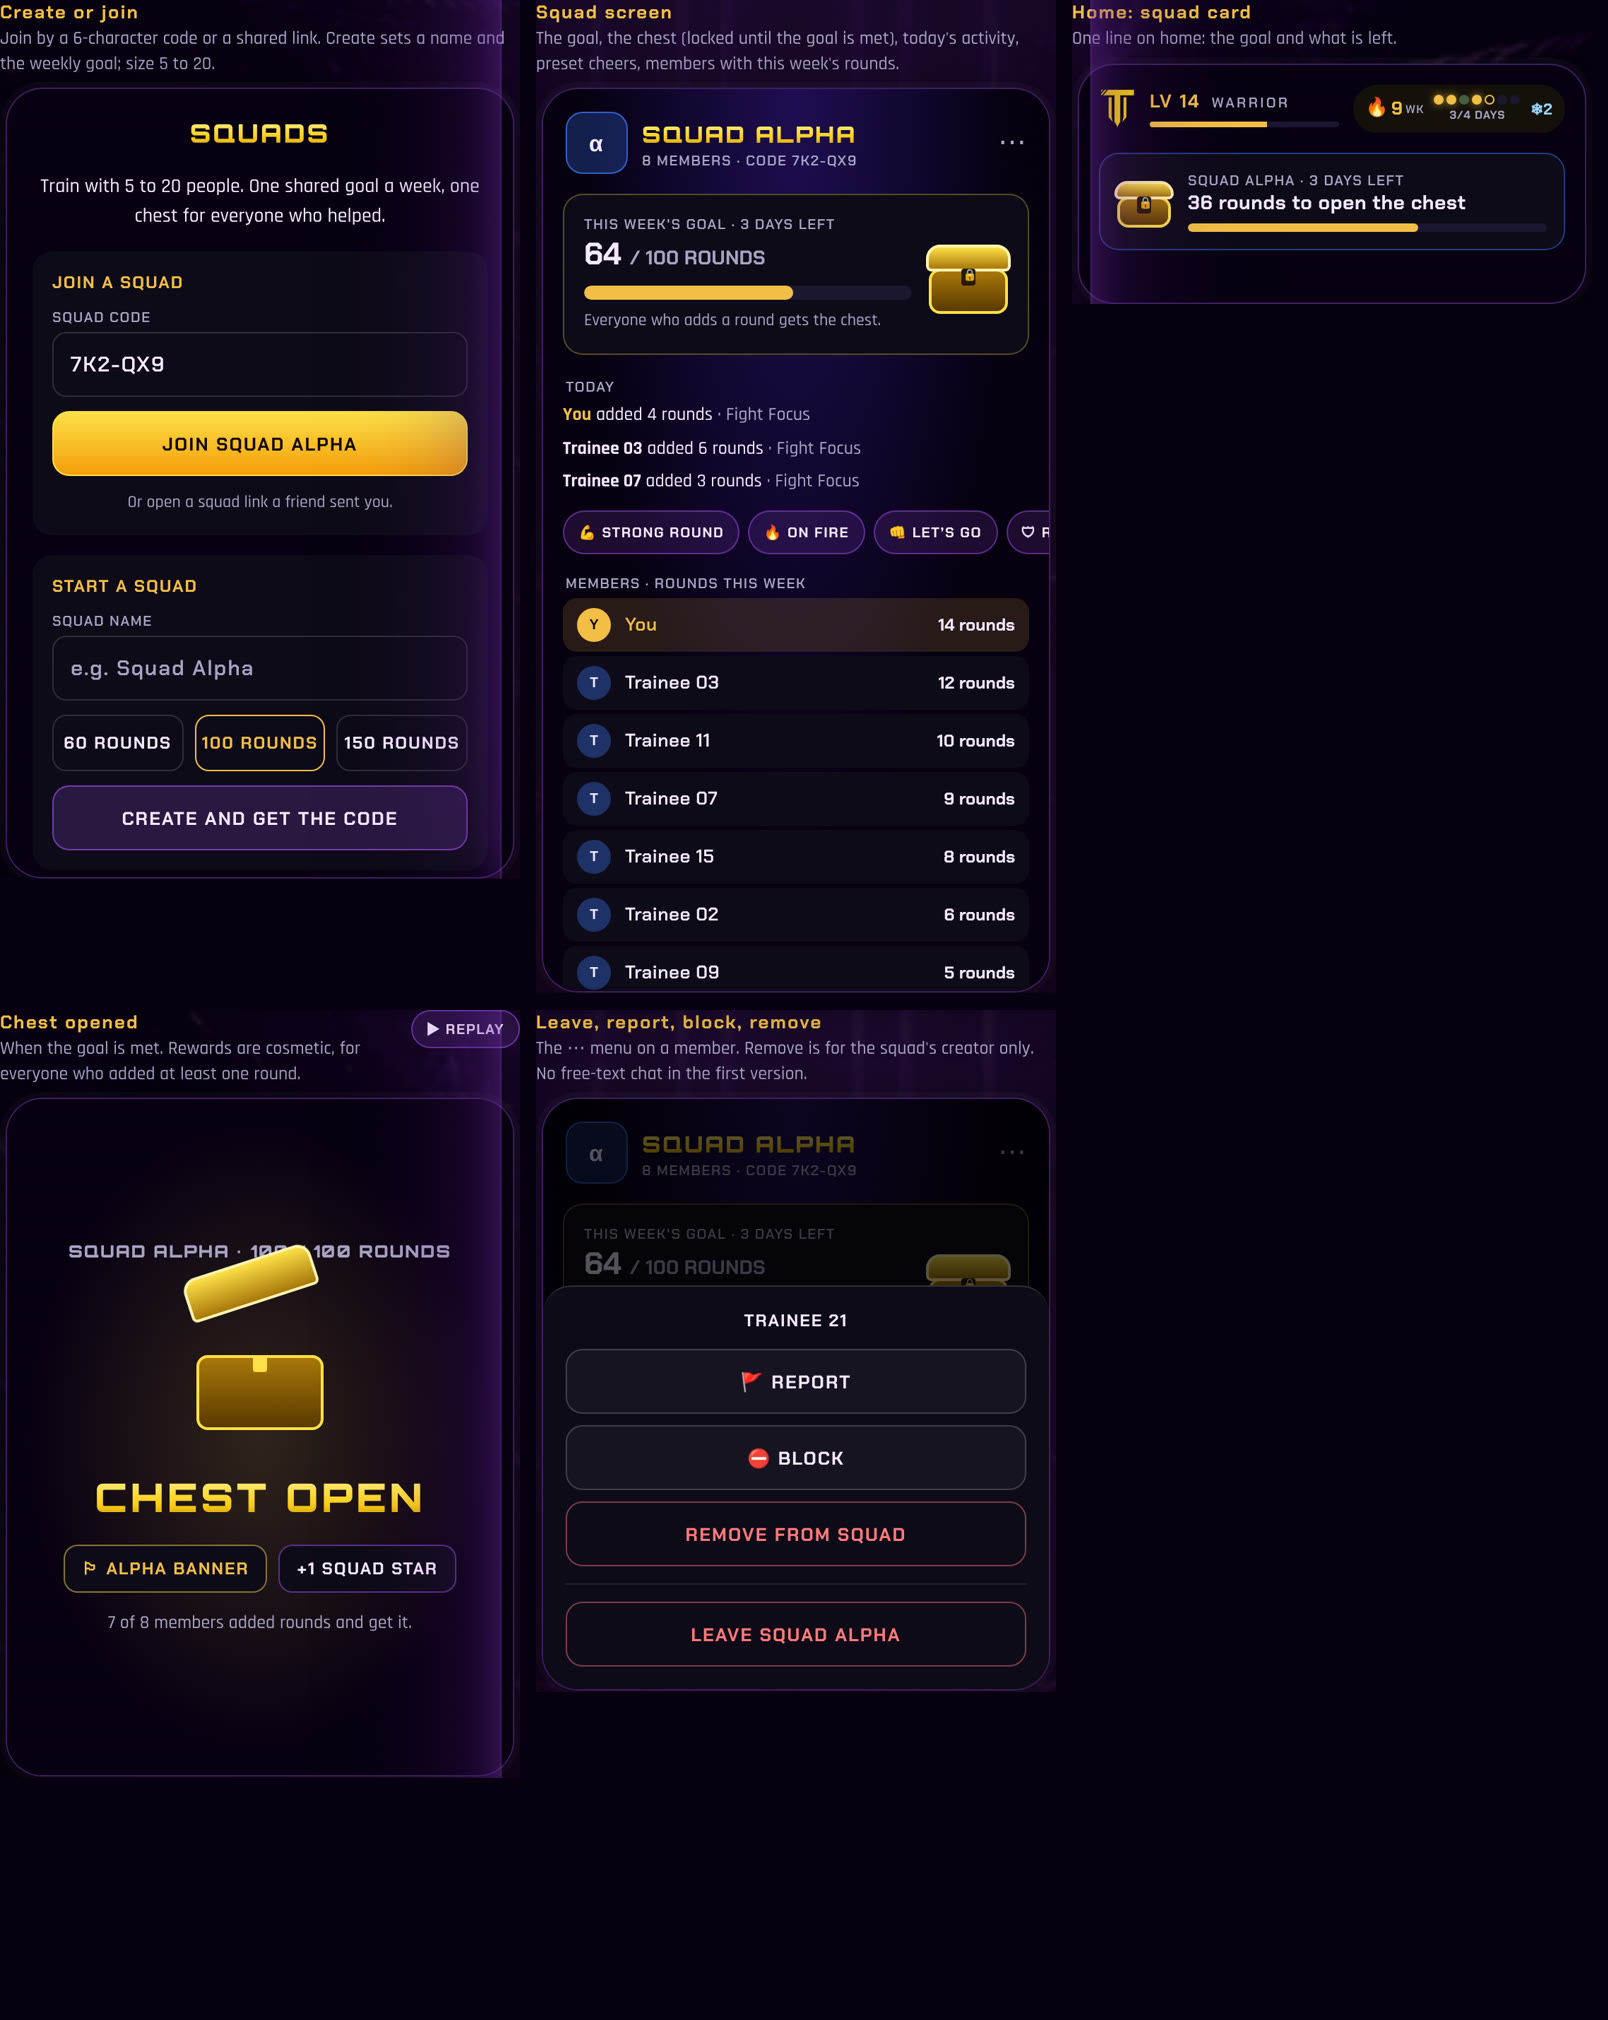 Create or join
Join by a 6-character code or a shared link. Create sets a name and
the weekly goal; size 5 to 20.
SQUADS
Train with 5 to 20 people. One shared goal a week, one
chest for everyone who helped.
JOIN A SQUAD
SQUAD CODE
7K2-QX9
JOIN SQUAD ALPHA
Or open a squad link a friend sent you.
START A SQUAD
SQUAD NAME
e.g. Squad Alpha
60 ROUNDS
100 ROUNDS
150 ROUNDS
CREATE AND GET THE CODE
Squad screen
The goal, the chest (locked until the goal is met), today's activity,
preset cheers, members with this week's rounds.
α
SQUAD ALPHA
8 MEMBERS · CODE 7K2-QX9
···
THIS WEEK'S GOAL · 3 DAYS LEFT
64 / 100 ROUNDS
Everyone who adds a round gets the chest.
TODAY
You added 4 rounds · Fight Focus
Trainee 03 added 6 rounds · Fight Focus
Trainee 07 added 3 rounds · Fight Focus
💪 STRONG ROUND
🔥 ON FIRE
👊 LET'S GO
🛡 R
MEMBERS · ROUNDS THIS WEEK
Y You 14 rounds
T Trainee 03 12 rounds
T Trainee 11 10 rounds
T Trainee 07 9 rounds
T Trainee 15 8 rounds
T Trainee 02 6 rounds
T Trainee 09 5 rounds
Home: squad card
One line on home: the goal and what is left.
LV 14 WARRIOR
🔥 9 WK
3/4 DAYS
❄2
SQUAD ALPHA · 3 DAYS LEFT
36 rounds to open the chest
Chest opened
▶ REPLAY
When the goal is met. Rewards are cosmetic, for
everyone who added at least one round.
SQUAD ALPHA · 100 / 100 ROUNDS
CHEST OPEN
ALPHA BANNER
+1 SQUAD STAR
7 of 8 members added rounds and get it.
Leave, report, block, remove
The ··· menu on a member. Remove is for the squad's creator only.
No free-text chat in the first version.
α
SQUAD ALPHA
8 MEMBERS · CODE 7K2-QX9
···
THIS WEEK'S GOAL · 3 DAYS LEFT
64 / 100 ROUNDS
TRAINEE 21
🚩 REPORT
⛔ BLOCK
REMOVE FROM SQUAD
LEAVE SQUAD ALPHA